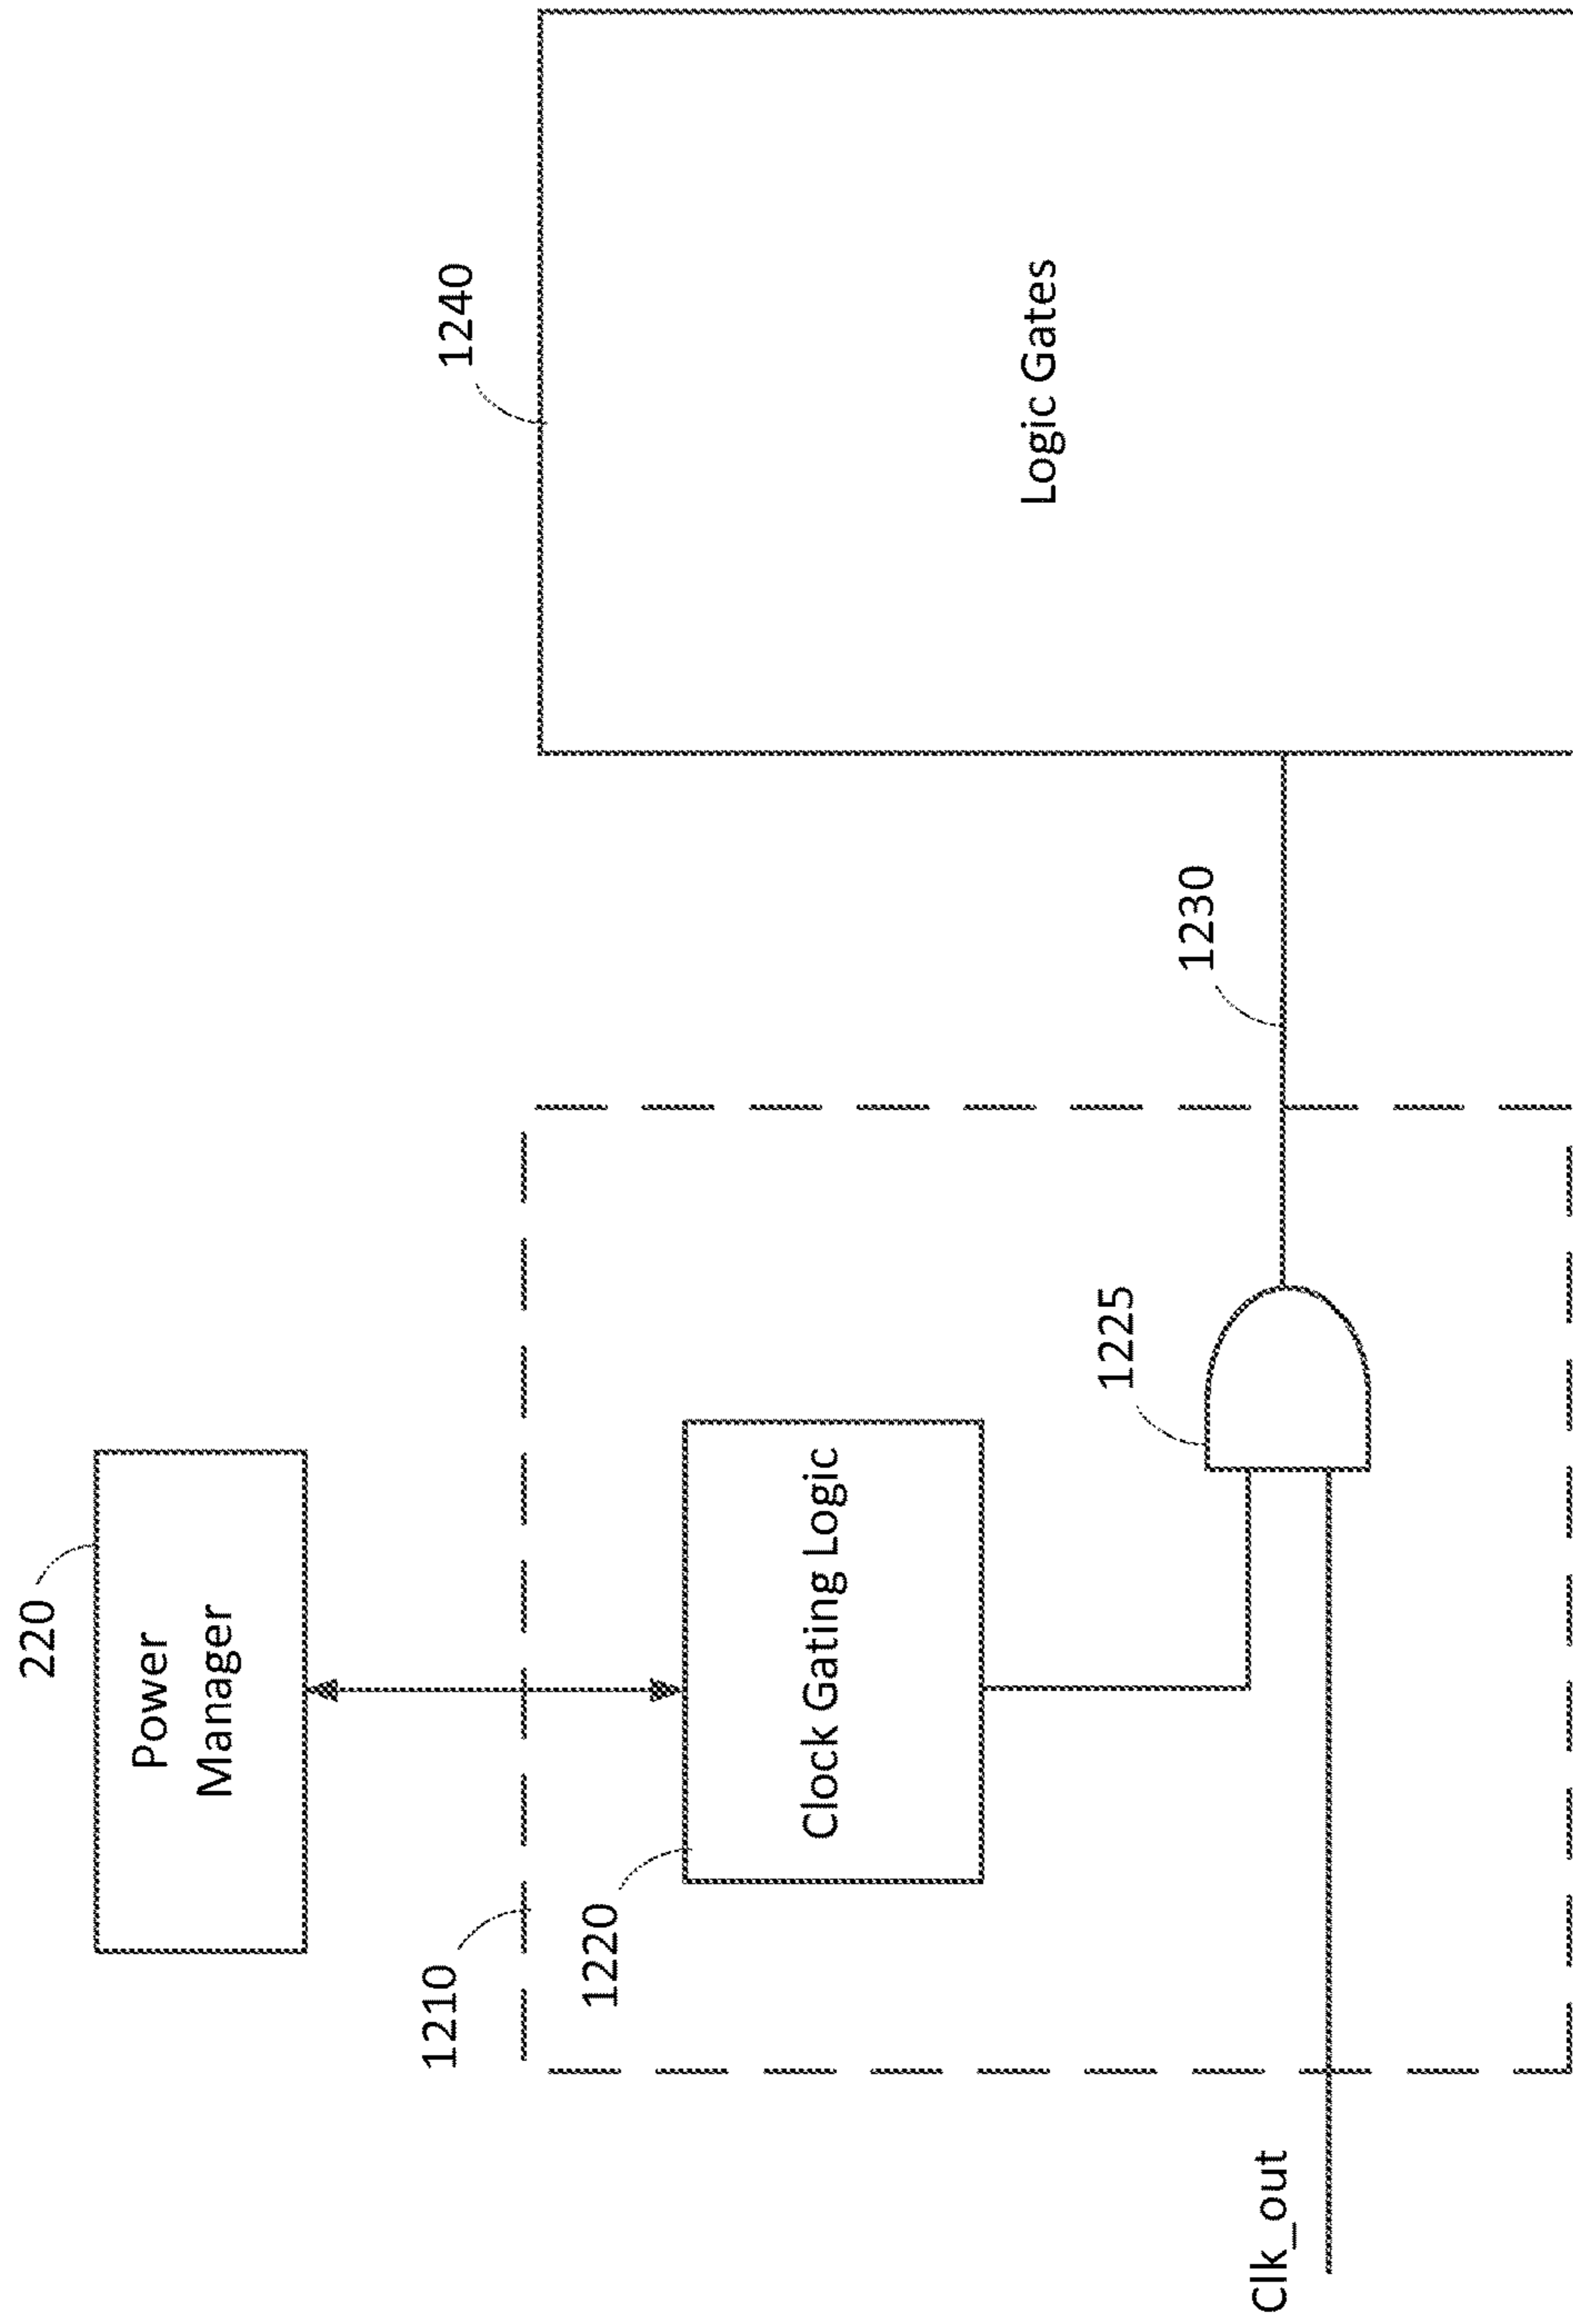 220
Power
Manager
1210
1220
Clock Gating Logic
1225
Clk_out
1230
1240
Logic Gates